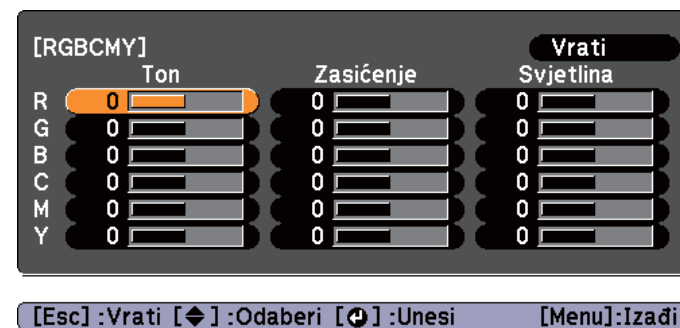 [RGBCMY] Vrati
Ton Zasićenje Svjetlina
R 0 0 0
G 0 0 0
B 0 0 0
C 0 0 0
M 0 0 0
Y 0 0 0
[Esc] :Vrati [◆] :Odaberi [↵] :Unesi [Menu]:Izađi